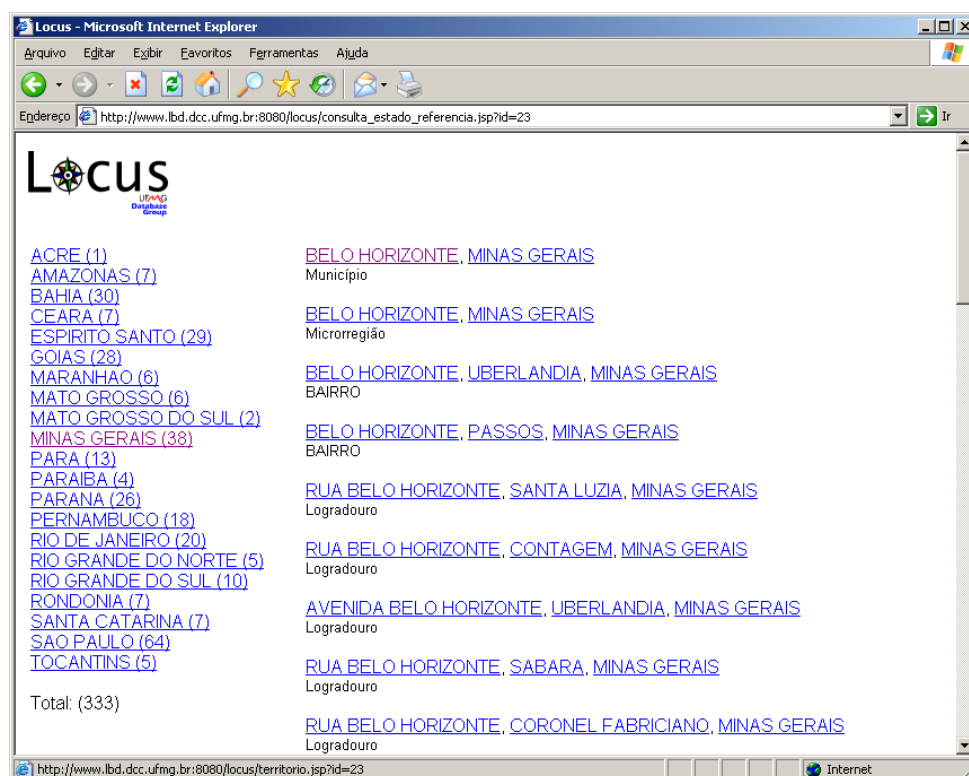 Locus - Microsoft Internet Explorer
Arquivo Editar Exibir Favoritos Ferramentas Ajuda
Endereço http://www.lbd.dcc.ufmg.br:8080/locus/consulta_estado_referencia.jsp?id=23 Ir
Locus
UFMG
Database
Group
ACRE (1)
AMAZONAS (7)
BAHIA (30)
CEARA (7)
ESPIRITO SANTO (29)
GOIAS (28)
MARANHAO (6)
MATO GROSSO (6)
MATO GROSSO DO SUL (2)
MINAS GERAIS (38)
PARA (13)
PARAIBA (4)
PARANA (26)
PERNAMBUCO (18)
RIO DE JANEIRO (20)
RIO GRANDE DO NORTE (5)
RIO GRANDE DO SUL (10)
RONDONIA (7)
SANTA CATARINA (7)
SAO PAULO (64)
TOCANTINS (5)
Total: (333)
BELO HORIZONTE, MINAS GERAIS
Município
BELO HORIZONTE, MINAS GERAIS
Microrregião
BELO HORIZONTE, UBERLANDIA, MINAS GERAIS
BAIRRO
BELO HORIZONTE, PASSOS, MINAS GERAIS
BAIRRO
RUA BELO HORIZONTE, SANTA LUZIA, MINAS GERAIS
Logradouro
RUA BELO HORIZONTE, CONTAGEM, MINAS GERAIS
Logradouro
AVENIDA BELO HORIZONTE, UBERLANDIA, MINAS GERAIS
Logradouro
RUA BELO HORIZONTE, SABARA, MINAS GERAIS
Logradouro
RUA BELO HORIZONTE, CORONEL FABRICIANO, MINAS GERAIS
Logradouro
http://www.lbd.dcc.ufmg.br:8080/locus/territorio.jsp?id=23 Internet